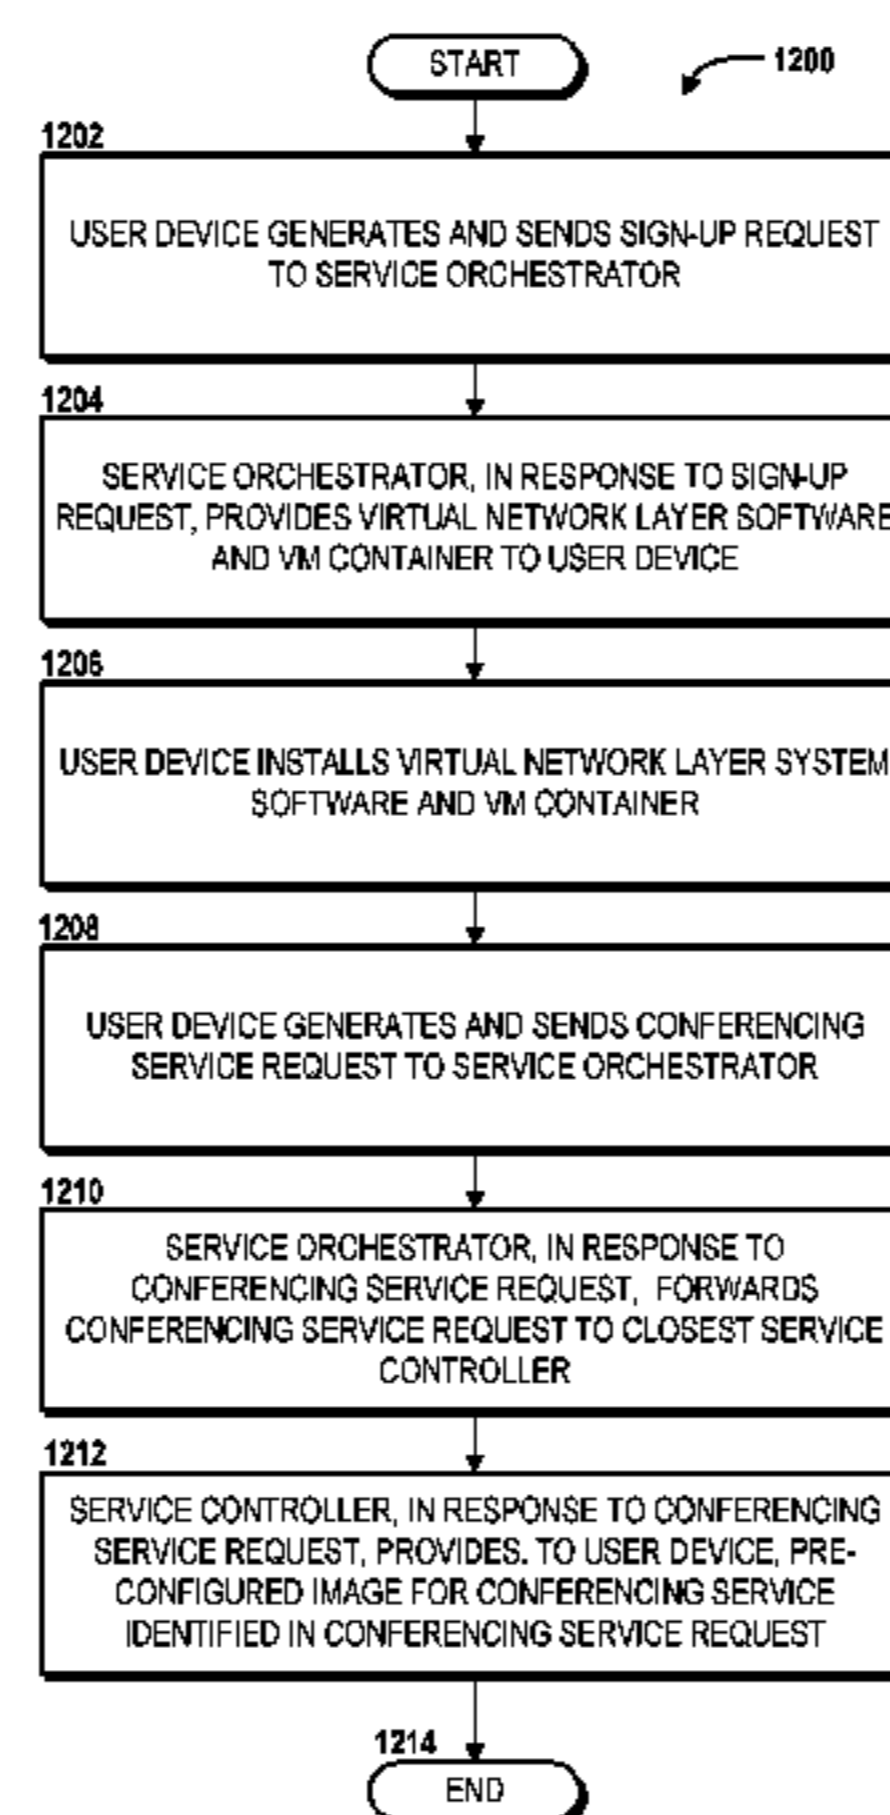 START
1200
1202
USER DEVICE GENERATES AND SENDS SIGN-UP REQUEST
TO SERVICE ORCHESTRATOR
1204
SERVICE ORCHESTRATOR, IN RESPONSE TO SIGN-UP
REQUEST, PROVIDES VIRTUAL NETWORK LAYER SOFTWARE
AND VM CONTAINER TO USER DEVICE
1206
USER DEVICE INSTALLS VIRTUAL NETWORK LAYER SYSTEM
SOFTWARE AND VM CONTAINER
1208
USER DEVICE GENERATES AND SENDS CONFERENCING
SERVICE REQUEST TO SERVICE ORCHESTRATOR
1210
SERVICE ORCHESTRATOR, IN RESPONSE TO
CONFERENCING SERVICE REQUEST, FORWARDS
CONFERENCING SERVICE REQUEST TO CLOSEST SERVICE
CONTROLLER
1212
SERVICE CONTROLLER, IN RESPONSE TO CONFERENCING
SERVICE REQUEST, PROVIDES. TO USER DEVICE, PRE-
CONFIGURED IMAGE FOR CONFERENCING SERVICE
IDENTIFIED IN CONFERENCING SERVICE REQUEST
1214
END